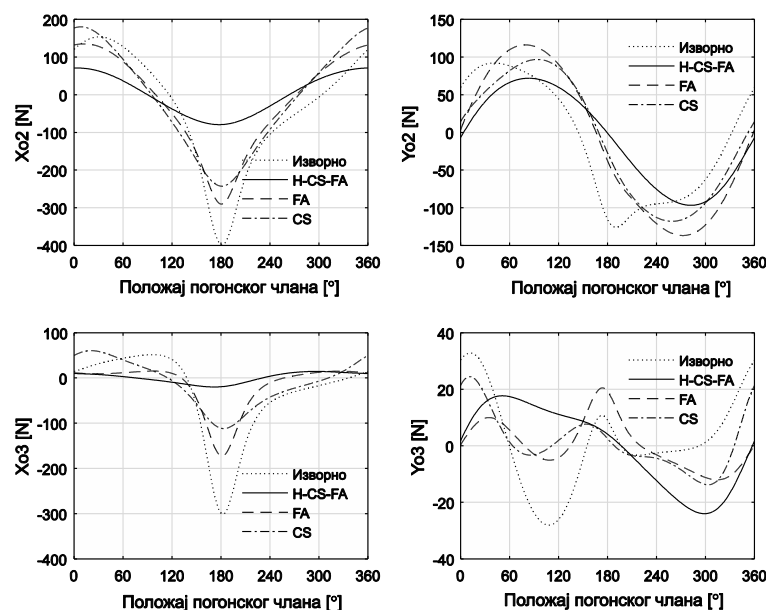 Xo2 [N]
200
100
0
-100
-200
-300
-400
0 60 120 180 240 300 360
Изворно
H-CS-FA
FA
CS
Положај погонског члана [°]
Yo2 [N]
150
100
50
0
-50
-100
-150
0 60 120 180 240 300 360
Изворно
H-CS-FA
FA
CS
Положај погонског члана [°]
Xo3 [N]
100
0
-100
-200
-300
-400
0 60 120 180 240 300 360
Изворно
H-CS-FA
FA
CS
Положај погонског члана [°]
Yo3 [N]
40
20
0
-20
-40
0 60 120 180 240 300 360
Изворно
H-CS-FA
FA
CS
Положај погонског члана [°]